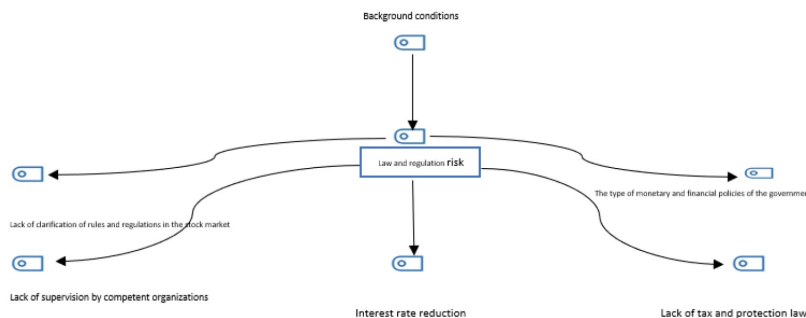 Background conditions
Law and regulation risk
The type of monetary and financial policies of the governme
Lack of clarification of rules and regulations in the stock market
Lack of supervision by competent organizations
Interest rate reduction
Lack of tax and protection law